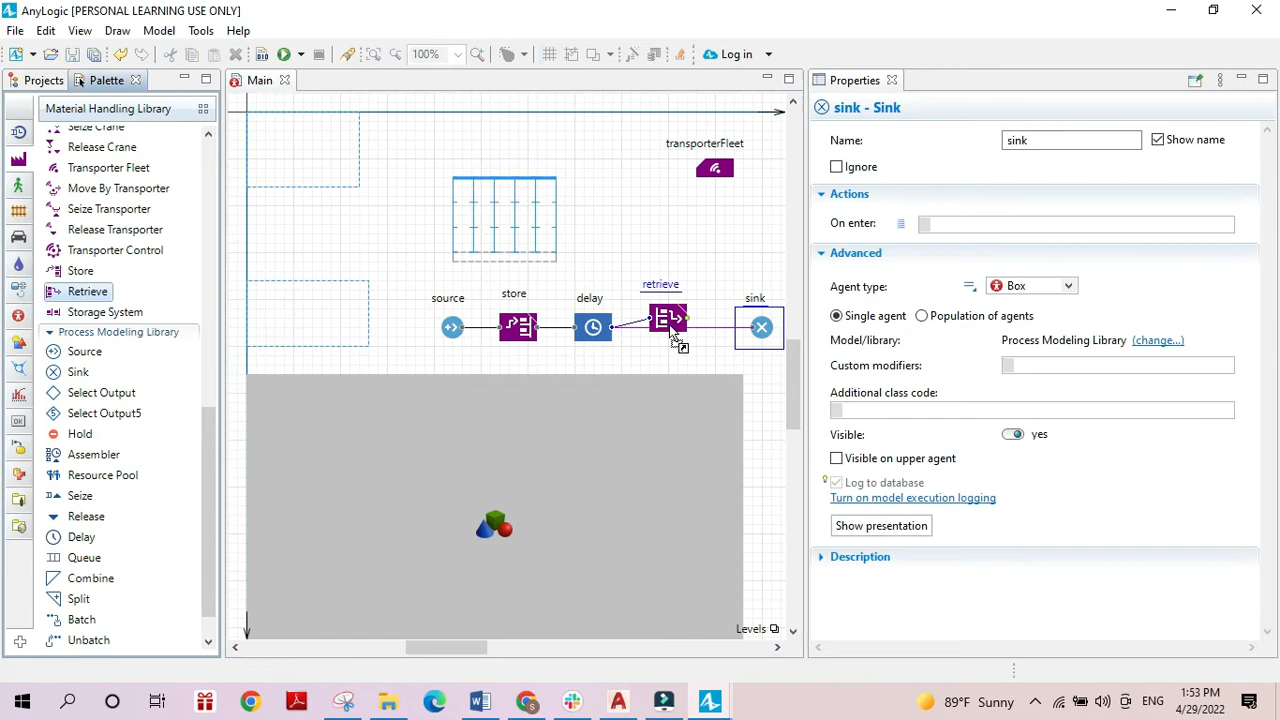 AnyLogic [PERSONAL LEARNING USE ONLY]
File Edit View Draw Model Tools Help
100% Log in
Projects Palette Main Properties
Material Handling Library
Seize Crane
Release Crane
Transporter Fleet
Move By Transporter
Seize Transporter
Release Transporter
Transporter Control
Store
Retrieve
Storage System
Process Modeling Library
Source
Sink
Select Output
Select Output5
Hold
Assembler
Resource Pool
Seize
Release
Delay
Queue
Combine
Split
Batch
Unbatch
transporterFleet
source store delay retrieve sink
Levels
sink - Sink
Name: sink Show name
Ignore
Actions
On enter:
Advanced
Agent type: Box
Single agent Population of agents
Model/library: Process Modeling Library (change...)
Custom modifiers:
Additional class code:
Visible: yes
Visible on upper agent
Log to database
Turn on model execution logging
Show presentation
Description
89°F Sunny ENG 1:53 PM
4/29/2022